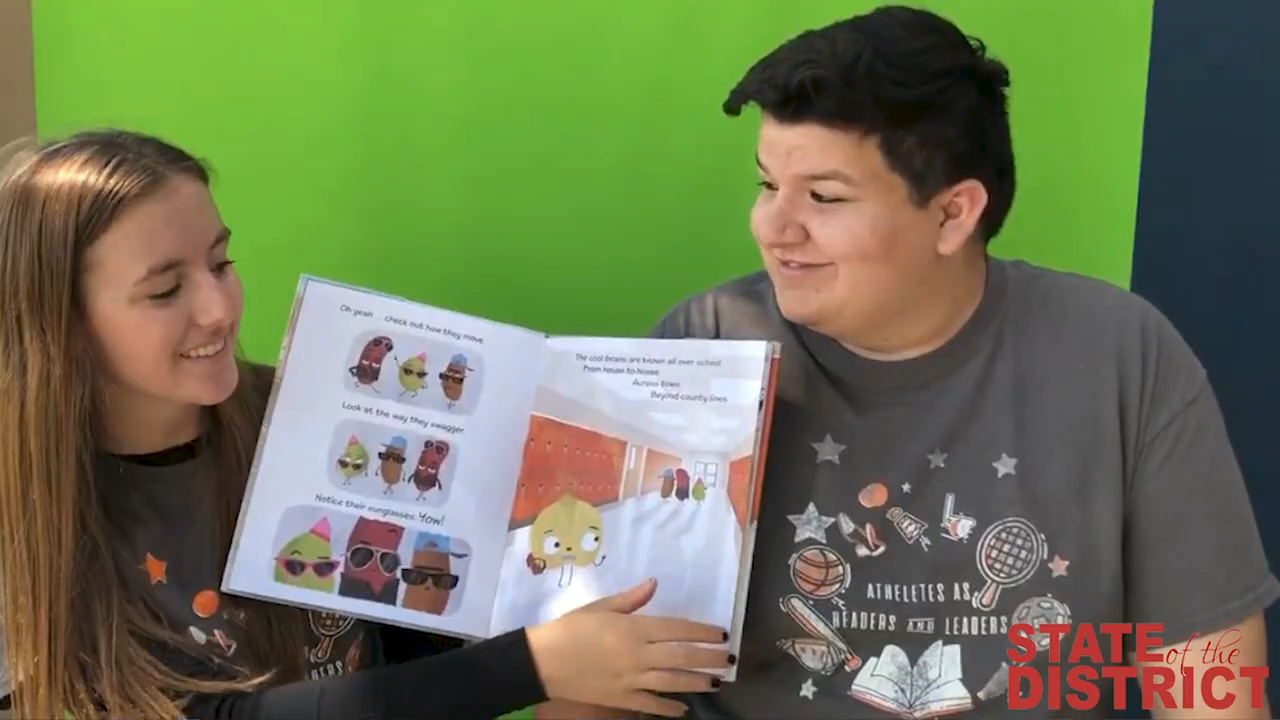 Oh yeah... check out how they move.
Look at the way they swagger.
Notice their sunglasses. Yow!
The cool beans are known all over school.
From house to house.
Across town.
Beyond county lines.
ATHELETES AS
READERS AND LEADERS
READERS
STATE of the
DISTRICT